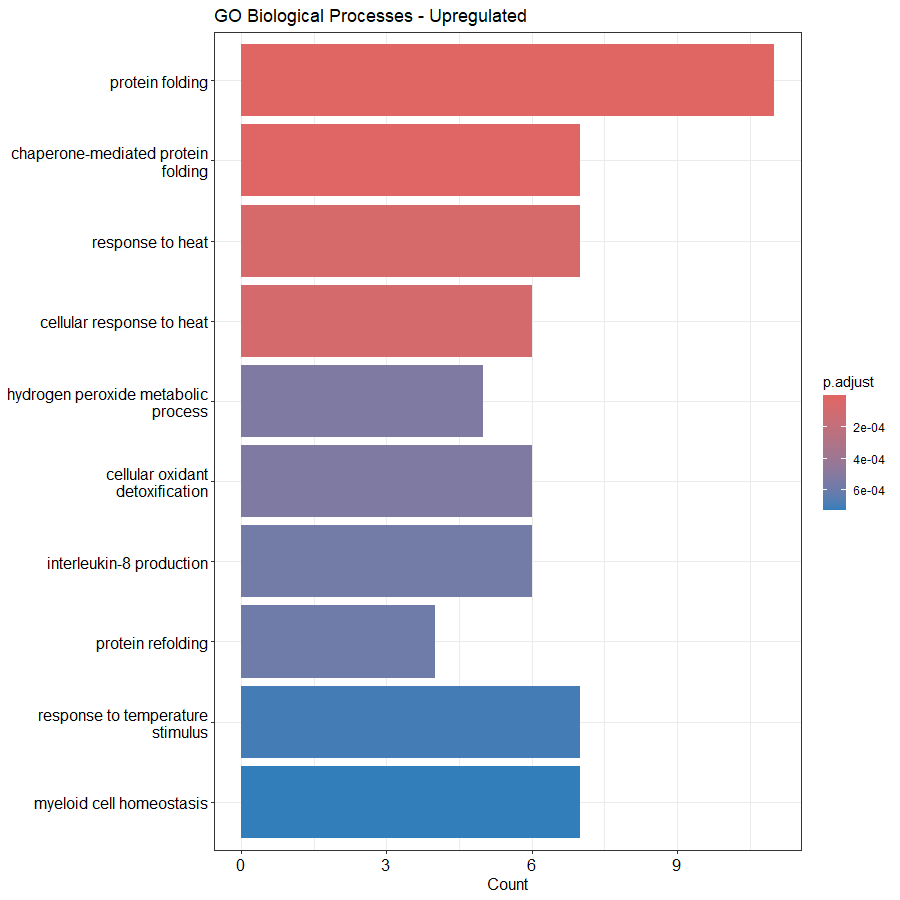 GO Biological Processes - Upregulated
protein folding
chaperone-mediated protein
folding
response to heat
cellular response to heat
hydrogen peroxide metabolic
process
cellular oxidant
detoxification
interleukin-8 production
protein refolding
response to temperature
stimulus
myeloid cell homeostasis
0 3 6 9
Count
p.adjust
2e-04
4e-04
6e-04